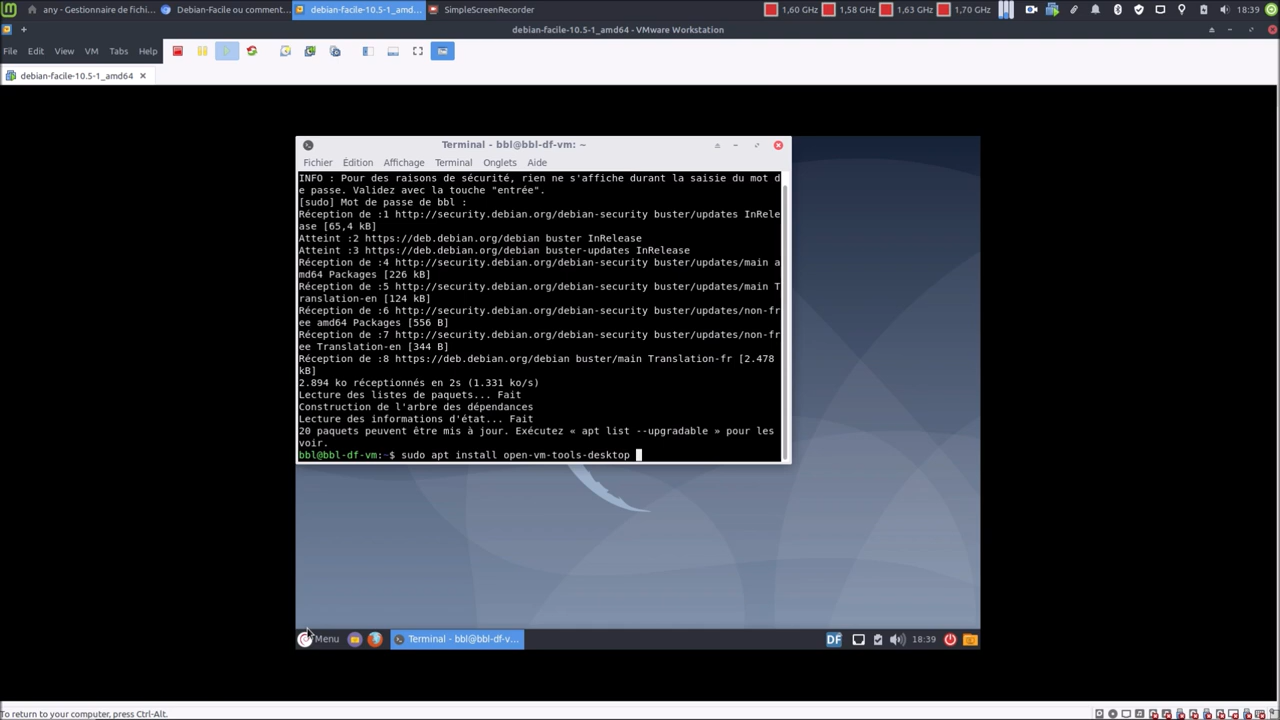 any - Gestionnaire de fichi...
Debian-Facile ou comment...
debian-facile-10.5-1_amd...
SimpleScreenRecorder
1,60 GHz
1,58 GHz
1,63 GHz
1,70 GHz
18:39
debian-facile-10.5-1_amd64 - VMware Workstation
File Edit View VM Tabs Help
debian-facile-10.5-1_amd64
Terminal - bbl@bbl-df-vm: ~
Fichier Édition Affichage Terminal Onglets Aide
INFO : Pour des raisons de sécurité, rien ne s'affiche durant la saisie du mot d
e passe. Validez avec la touche "entrée".
[sudo] Mot de passe de bbl :
Réception de :1 http://security.debian.org/debian-security buster/updates InRele
ase [65,4 kB]
Atteint :2 https://deb.debian.org/debian buster InRelease
Atteint :3 https://deb.debian.org/debian buster-updates InRelease
Réception de :4 http://security.debian.org/debian-security buster/updates/main a
md64 Packages [226 kB]
Réception de :5 http://security.debian.org/debian-security buster/updates/main T
ranslation-en [124 kB]
Réception de :6 http://security.debian.org/debian-security buster/updates/non-fr
ee amd64 Packages [556 B]
Réception de :7 http://security.debian.org/debian-security buster/updates/non-fr
ee Translation-en [344 B]
Réception de :8 https://deb.debian.org/debian buster/main Translation-fr [2.478
kB]
2.894 ko réceptionnés en 2s (1.331 ko/s)
Lecture des listes de paquets... Fait
Construction de l'arbre des dépendances
Lecture des informations d'état... Fait
20 paquets peuvent être mis à jour. Exécutez « apt list --upgradable » pour les
voir.
bbl@bbl-df-vm:~$ sudo apt install open-vm-tools-desktop
Menu
Terminal - bbl@bbl-df-v...
DF
18:39
To return to your computer, press Ctrl-Alt.